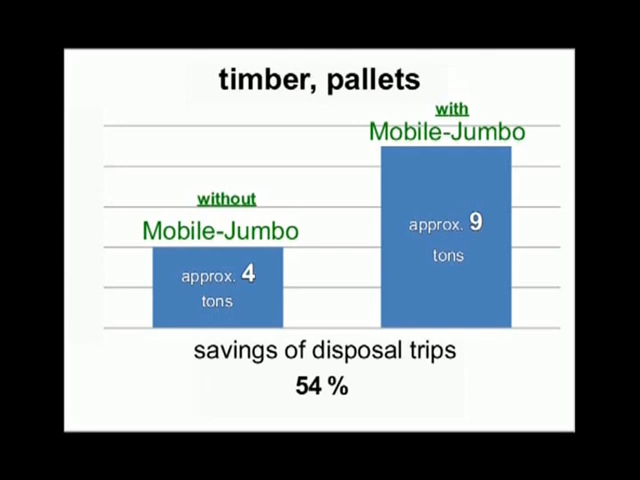 timber, pallets
with
Mobile-Jumbo
without
Mobile-Jumbo
approx. 9
tons
approx. 4
tons
savings of disposal trips
54 %